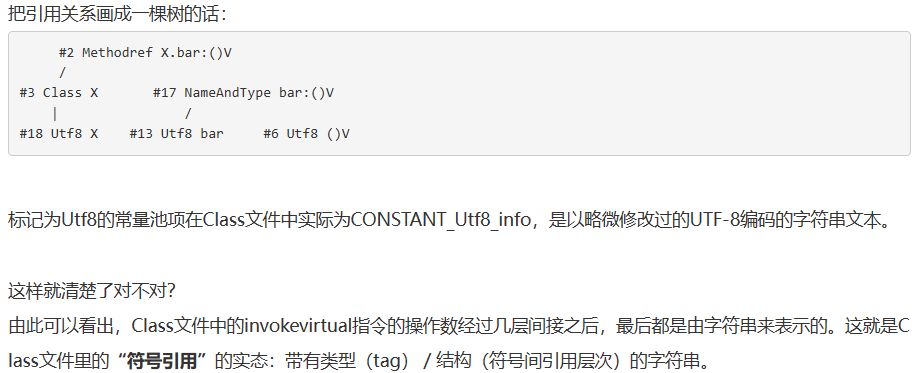 把引用关系画成一棵树的话：
#2 Methodref X.bar:()V
/
#3 Class X #17 NameAndType bar:()V
| /
#18 Utf8 X #13 Utf8 bar #6 Utf8 ()V
标记为Utf8的常量池项在Class文件中实际为CONSTANT_Utf8_info，是以略微修改过的UTF-8编码的字符串文本。
这样就清楚了对不对？
由此可以看出，Class文件中的invokevirtual指令的操作数经过几层间接之后，最后都是由字符串来表示的。这就是C
lass文件里的“符号引用”的实态：带有类型（tag） / 结构（符号间引用层次）的字符串。